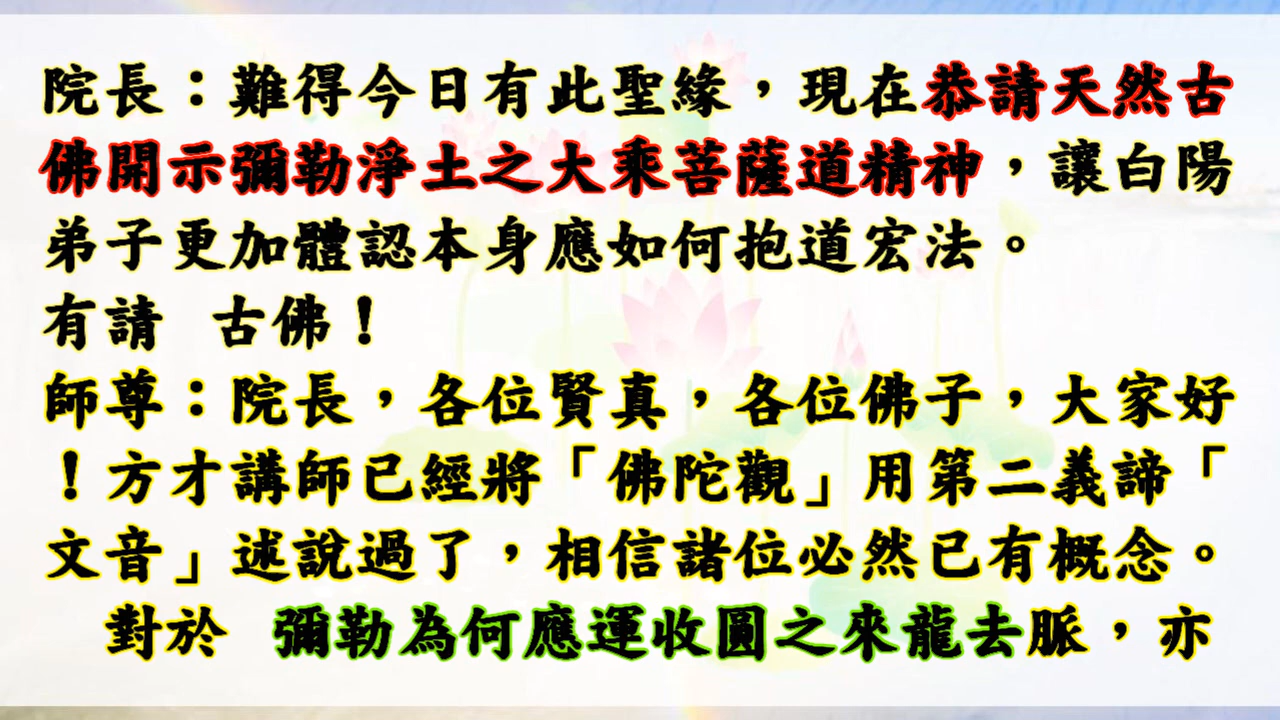 院長：難得今日有此聖緣，現在恭請天然古
佛開示彌勒淨土之大乘菩薩道精神，讓白陽
弟子更加體認本身應如何抱道宏法。
有請　古佛！
師尊：院長，各位賢真，各位佛子，大家好
！方才講師已經將「佛陀觀」用第二義諦「
文音」述說過了，相信諸位必然已有概念。
　對於　彌勒為何應運收圓之來龍去脈，亦